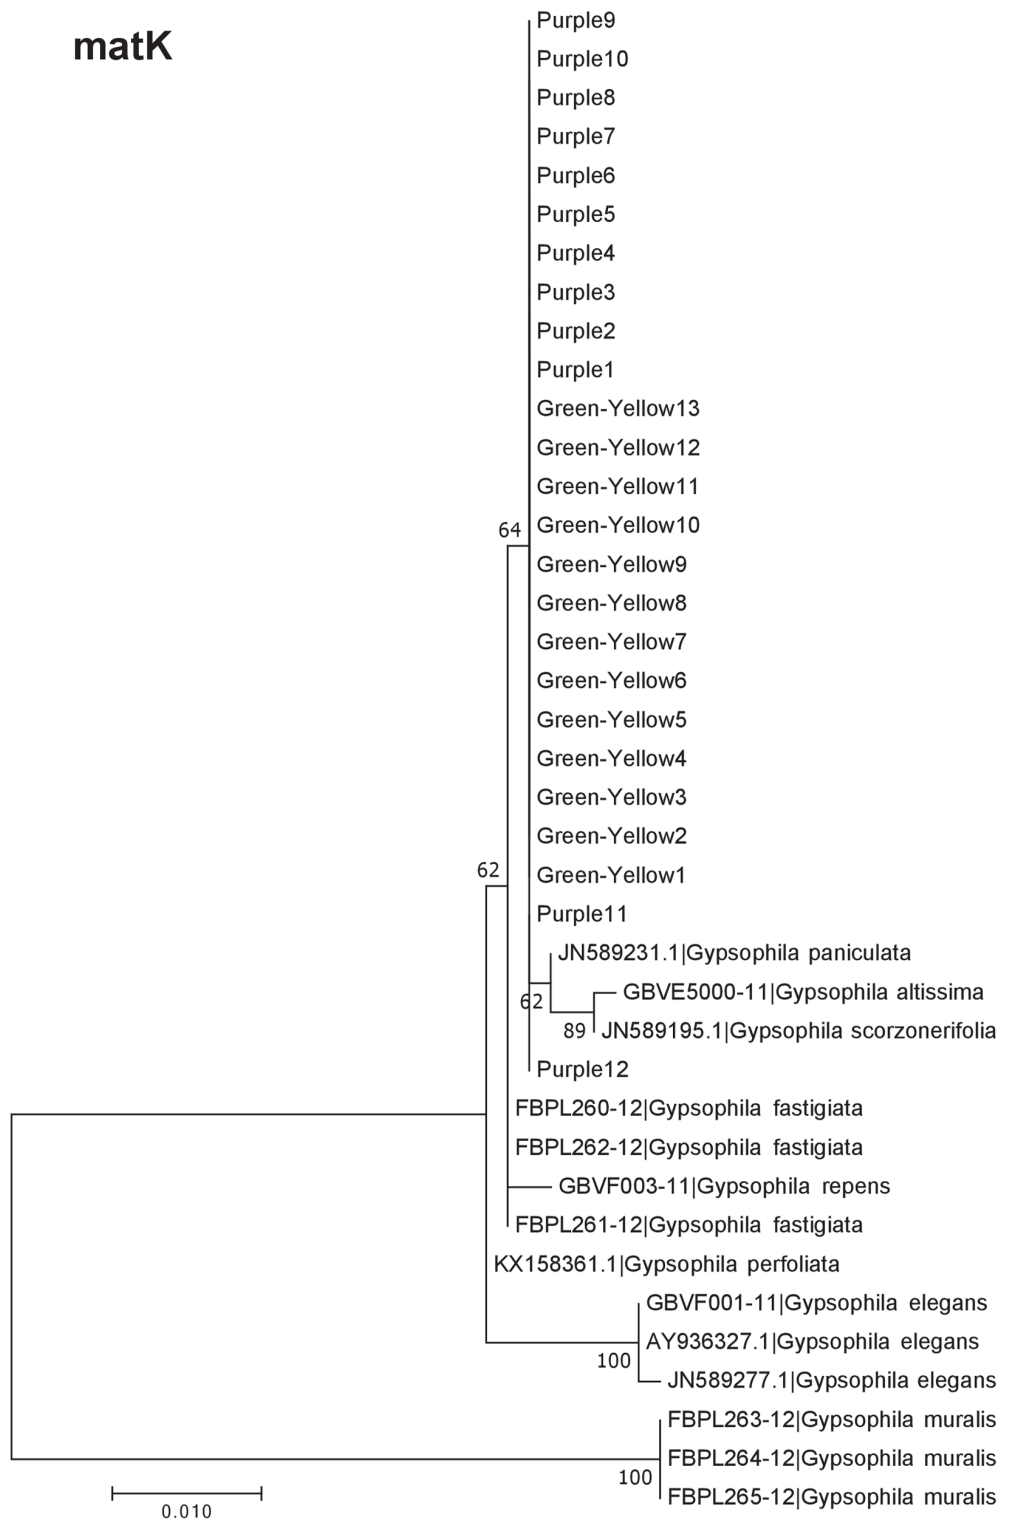 matK
Purple9
Purple10
Purple8
Purple7
Purple6
Purple5
Purple4
Purple3
Purple2
Purple1
Green-Yellow13
Green-Yellow12
Green-Yellow11
64
Green-Yellow10
Green-Yellow9
Green-Yellow8
Green-Yellow7
Green-Yellow6
Green-Yellow5
Green-Yellow4
Green-Yellow3
Green-Yellow2
62
Green-Yellow1
Purple11
JN589231.1|Gypsophila paniculata
62
GBVE5000-11|Gypsophila altissima
89
JN589195.1|Gypsophila scorzonerifolia
Purple12
FBPL260-12|Gypsophila fastigiata
FBPL262-12|Gypsophila fastigiata
GBVF003-11|Gypsophila repens
FBPL261-12|Gypsophila fastigiata
KX158361.1|Gypsophila perfoliata
GBVF001-11|Gypsophila elegans
AY936327.1|Gypsophila elegans
100
JN589277.1|Gypsophila elegans
FBPL263-12|Gypsophila muralis
FBPL264-12|Gypsophila muralis
100
FBPL265-12|Gypsophila muralis
0.010